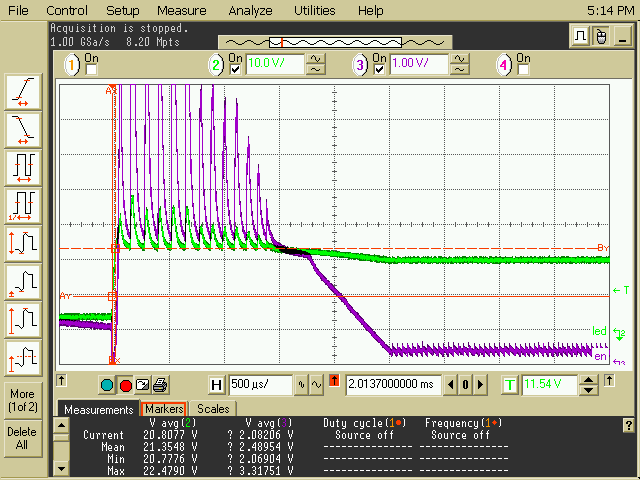 File Control Setup Measure Analyze Utilities Help 5:14 PM
Acquisition is stopped.
1.00 GSa/s 8.20 Mpts
1 On 2 On 10.0 V/ 3 On 1.00 V/ 4 On
By
Ay
T
led
en
More
(1of 2)
Delete
All
H 500 µs/ 2.0137000000 ms 0 T 11.54 V
Measurements Markers Scales
V avg(2) V avg(3) Duty cycle(1) Frequency(1)
Current 20.8077 V ? 2.08206 V Source off Source off
Mean 21.3548 V ? 2.48954 V
Min 20.7776 V ? 2.06904 V
Max 22.4790 V ? 3.31751 V
?